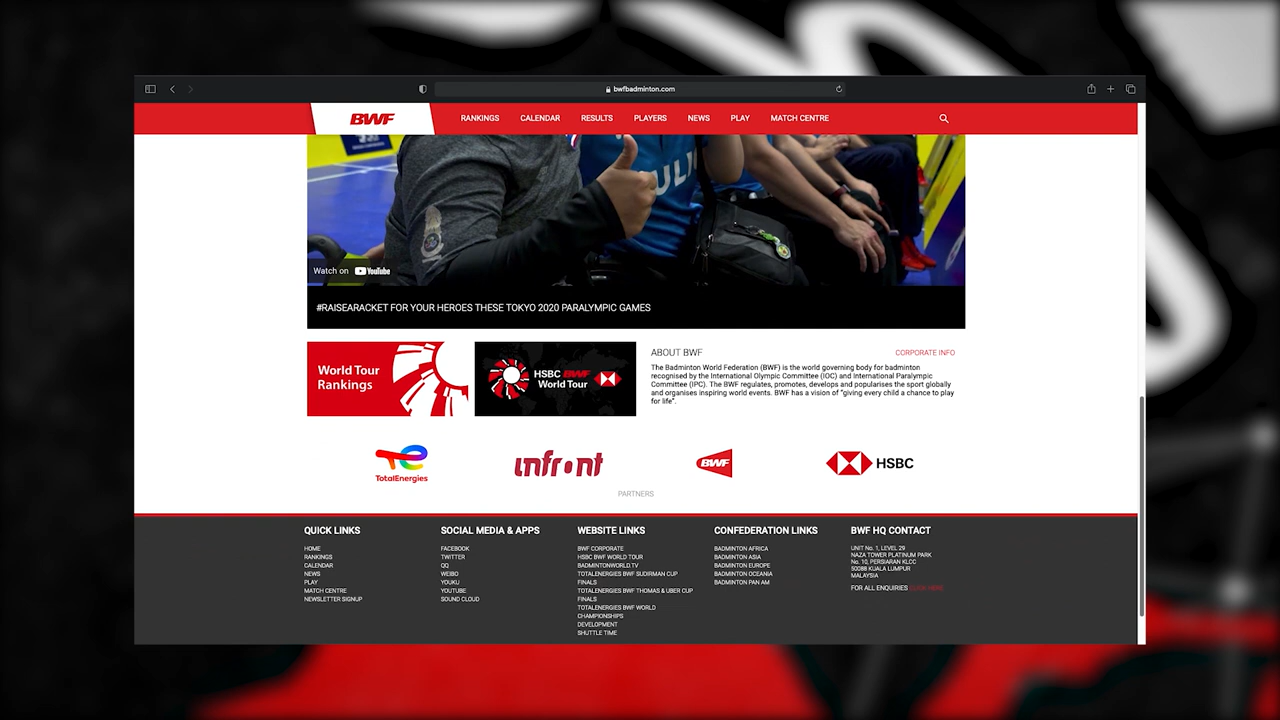 bwfbadminton.com
BWF
RANKINGS
CALENDAR
RESULTS
PLAYERS
NEWS
PLAY
MATCH CENTRE
Watch on YouTube
#RAISEARACKET FOR YOUR HEROES THESE TOKYO 2020 PARALYMPIC GAMES
World Tour
Rankings
HSBC BWF
World Tour
ABOUT BWF
CORPORATE INFO
The Badminton World Federation (BWF) is the world governing body for badminton
recognised by the International Olympic Committee (IOC) and International Paralympic
Committee (IPC). The BWF regulates, promotes, develops and popularises the sport globally
and organises inspiring world events. BWF has a vision of "giving every child a chance to play
for life".
TotalEnergies
infront
BWF
HSBC
PARTNERS
QUICK LINKS
HOME
RANKINGS
CALENDAR
NEWS
PLAY
MATCH CENTRE
NEWSLETTER SIGNUP
SOCIAL MEDIA & APPS
FACEBOOK
TWITTER
QQ
WEIBO
YOUKU
YOUTUBE
SOUND CLOUD
WEBSITE LINKS
BWF CORPORATE
HSBC BWF WORLD TOUR
BADMINTONWORLD.TV
TOTALENERGIES BWF SUDIRMAN CUP
FINALS
TOTALENERGIES BWF THOMAS & UBER CUP
FINALS
TOTALENERGIES BWF WORLD
CHAMPIONSHIPS
DEVELOPMENT
SHUTTLE TIME
CONFEDERATION LINKS
BADMINTON AFRICA
BADMINTON ASIA
BADMINTON EUROPE
BADMINTON OCEANIA
BADMINTON PAN AM
BWF HQ CONTACT
UNIT No. 1, LEVEL 29
NAZA TOWER PLATINUM PARK
No. 10, PERSIARAN KLCC
50088 KUALA LUMPUR
MALAYSIA
FOR ALL ENQUIRIES CLICK HERE